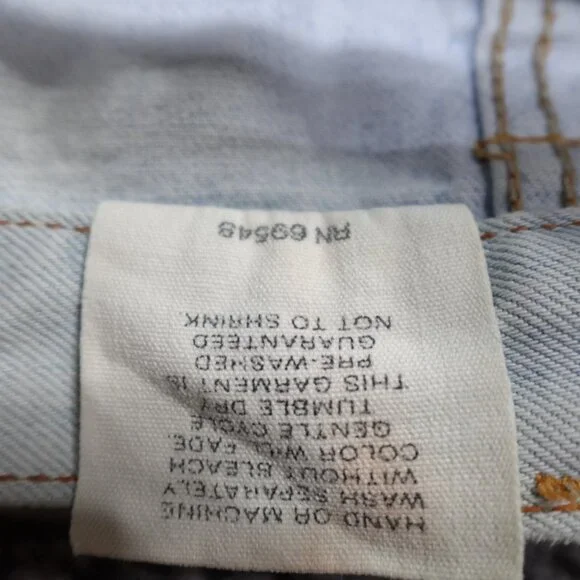 HAND OR MACHINE
WASH SEPARATELY
WITHOUT BLEACH
COLOR WILL FADE.
GENTLE CYCLE
TUMBLE DRY
THIS GARMENT IS
PRE-WASHED
GUARANTEED
NOT TO SHRINK.
RN 69548